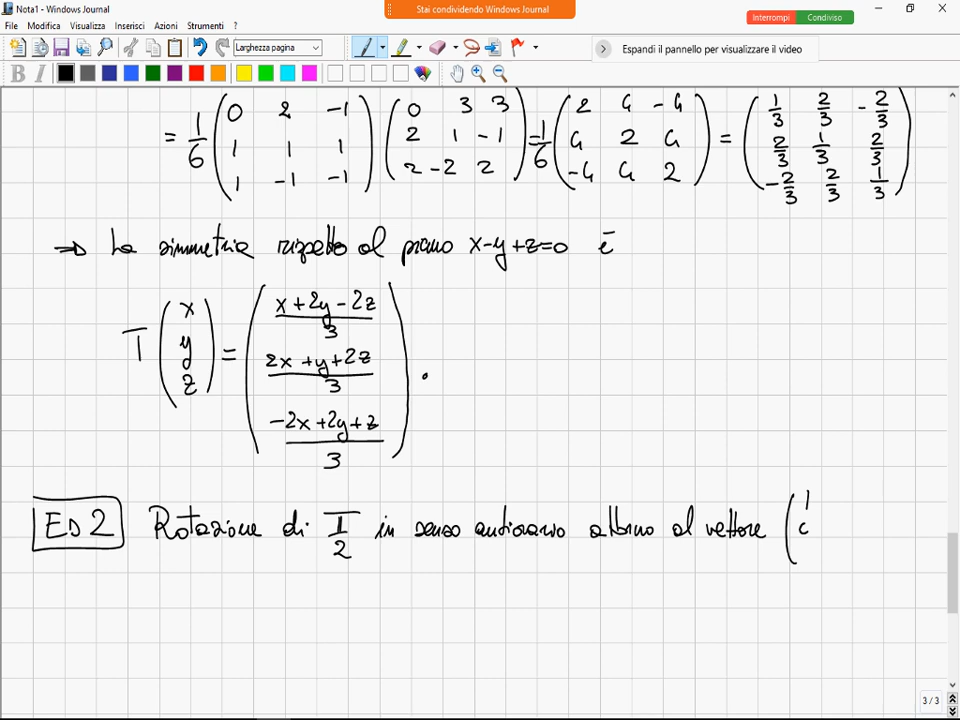 Nota1 - Windows Journal
Stai condividendo Windows Journal
File Modifica Visualizza Inserisci Azioni Strumenti ?
Interrompi Condiviso
Larghezza pagina
Espandi il pannello per visualizzare il video
B I
= 1/6 (0 2 -1; 1 1 1; 1 -1 -1) (0 3 3; 2 1 -1; 2 -2 2) = 1/6 (2 4 -4; 4 2 4; -4 4 2) = (1/3 2/3 -2/3; 2/3 1/3 2/3; -2/3 2/3 1/3)
⇒ La simmetria rispetto al piano x-y+z=0 è
T (x; y; z) = ((x+2y-2z)/3; (2x+y+2z)/3; (-2x+2y+z)/3) .
ES 2 Rotazione di π/2 in senso antiorario attorno al vettore (1
3 / 3